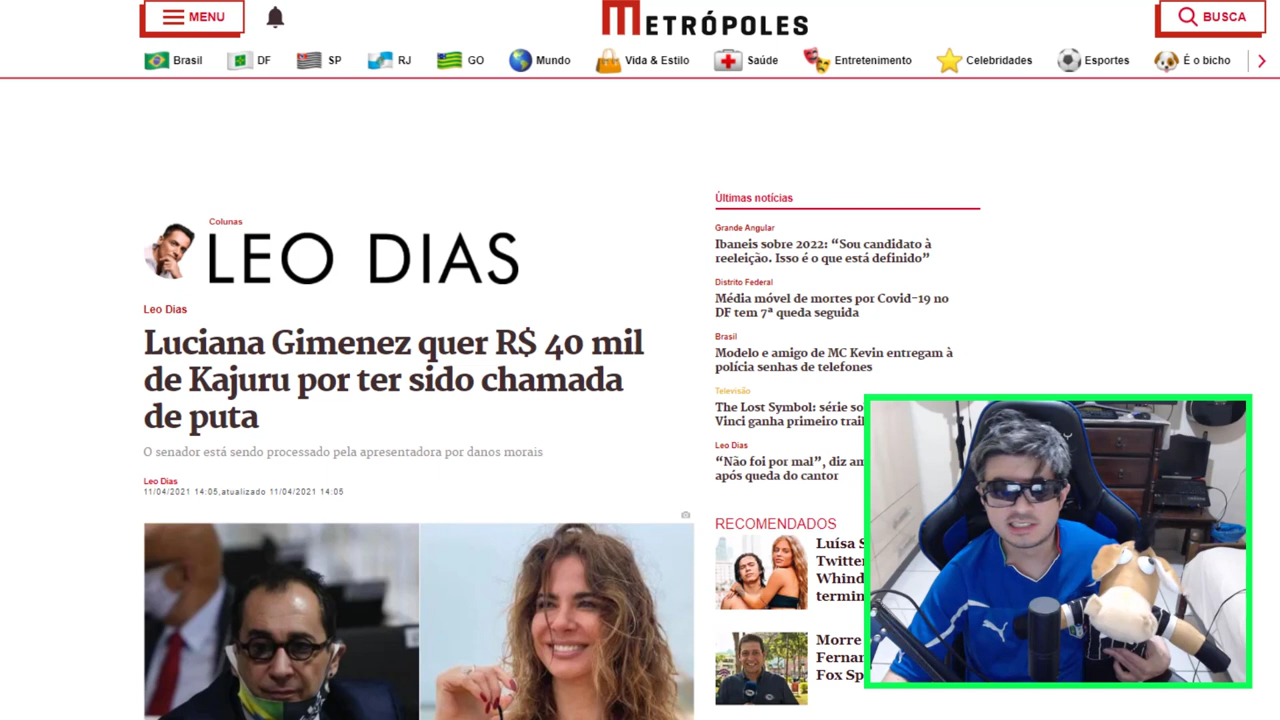 MENU
METRÓPOLES
BUSCA
Brasil
DF
SP
RJ
GO
Mundo
Vida & Estilo
Saúde
Entretenimento
Celebridades
Esportes
É o bicho
Colunas
LEO DIAS
Leo Dias
Luciana Gimenez quer R$ 40 mil
de Kajuru por ter sido chamada
de puta
O senador está sendo processado pela apresentadora por danos morais
Leo Dias
11/04/2021 14:05,atualizado 11/04/2021 14:05
Últimas notícias
Grande Angular
Ibaneis sobre 2022: “Sou candidato à
reeleição. Isso é o que está definido”
Distrito Federal
Média móvel de mortes por Covid-19 no
DF tem 7ª queda seguida
Brasil
Modelo e amigo de MC Kevin entregam à
polícia senhas de telefones
Televisão
The Lost Symbol: série so
Vinci ganha primeiro trail
Leo Dias
“Não foi por mal”, diz am
após queda do cantor
RECOMENDADOS
Luísa S
Twitter
Whind
termin
Morre
Fernan
Fox Sp